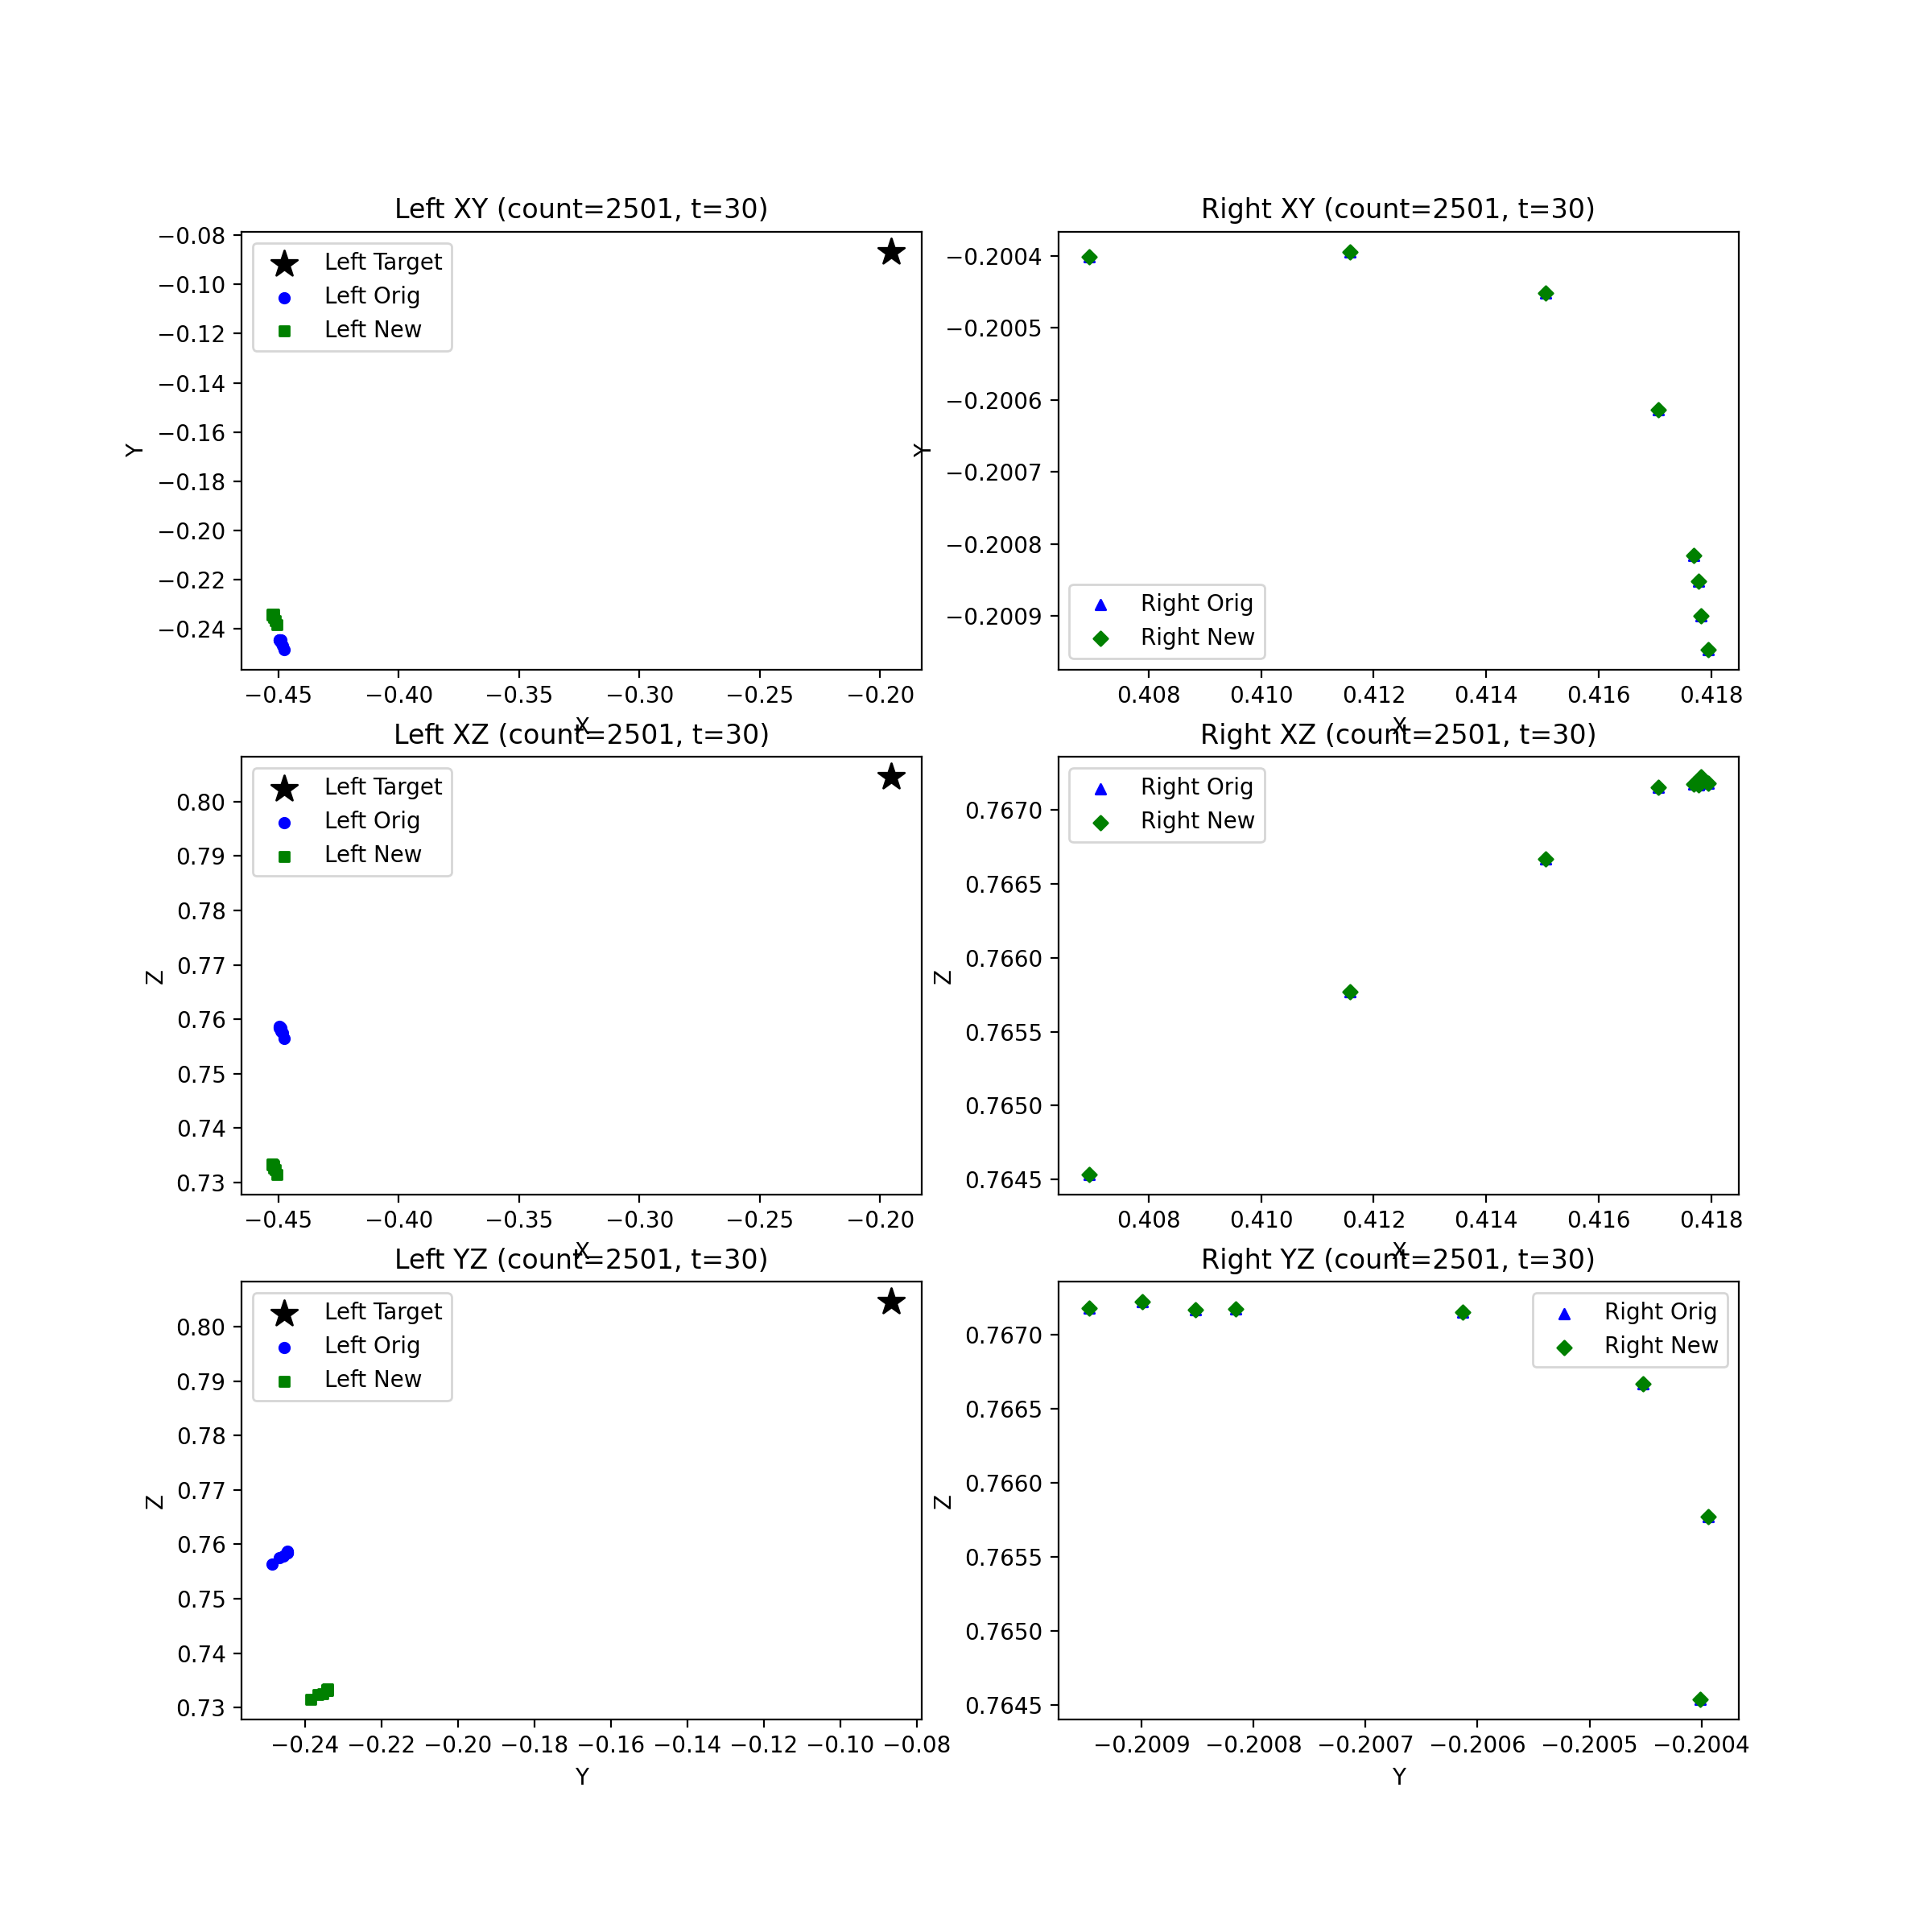 Left XY (count=2501, t=30)
−0.08
−0.10
−0.12
−0.14
−0.16
−0.18
−0.20
−0.22
−0.24
Y
Left Target
Left Orig
Left New
−0.45 −0.40 −0.35 −0.30 −0.25 −0.20
X
Right XY (count=2501, t=30)
−0.2004
−0.2005
−0.2006
−0.2007
−0.2008
−0.2009
Y
Right Orig
Right New
0.408 0.410 0.412 0.414 0.416 0.418
X
Left XZ (count=2501, t=30)
0.80
0.79
0.78
0.77
0.76
0.75
0.74
0.73
Z
Left Target
Left Orig
Left New
−0.45 −0.40 −0.35 −0.30 −0.25 −0.20
X
Right XZ (count=2501, t=30)
0.7670
0.7665
0.7660
0.7655
0.7650
0.7645
Z
Right Orig
Right New
0.408 0.410 0.412 0.414 0.416 0.418
X
Left YZ (count=2501, t=30)
0.80
0.79
0.78
0.77
0.76
0.75
0.74
0.73
Z
Left Target
Left Orig
Left New
−0.24 −0.22 −0.20 −0.18 −0.16 −0.14 −0.12 −0.10 −0.08
Y
Right YZ (count=2501, t=30)
0.7670
0.7665
0.7660
0.7655
0.7650
0.7645
Z
Right Orig
Right New
−0.2009 −0.2008 −0.2007 −0.2006 −0.2005 −0.2004
Y